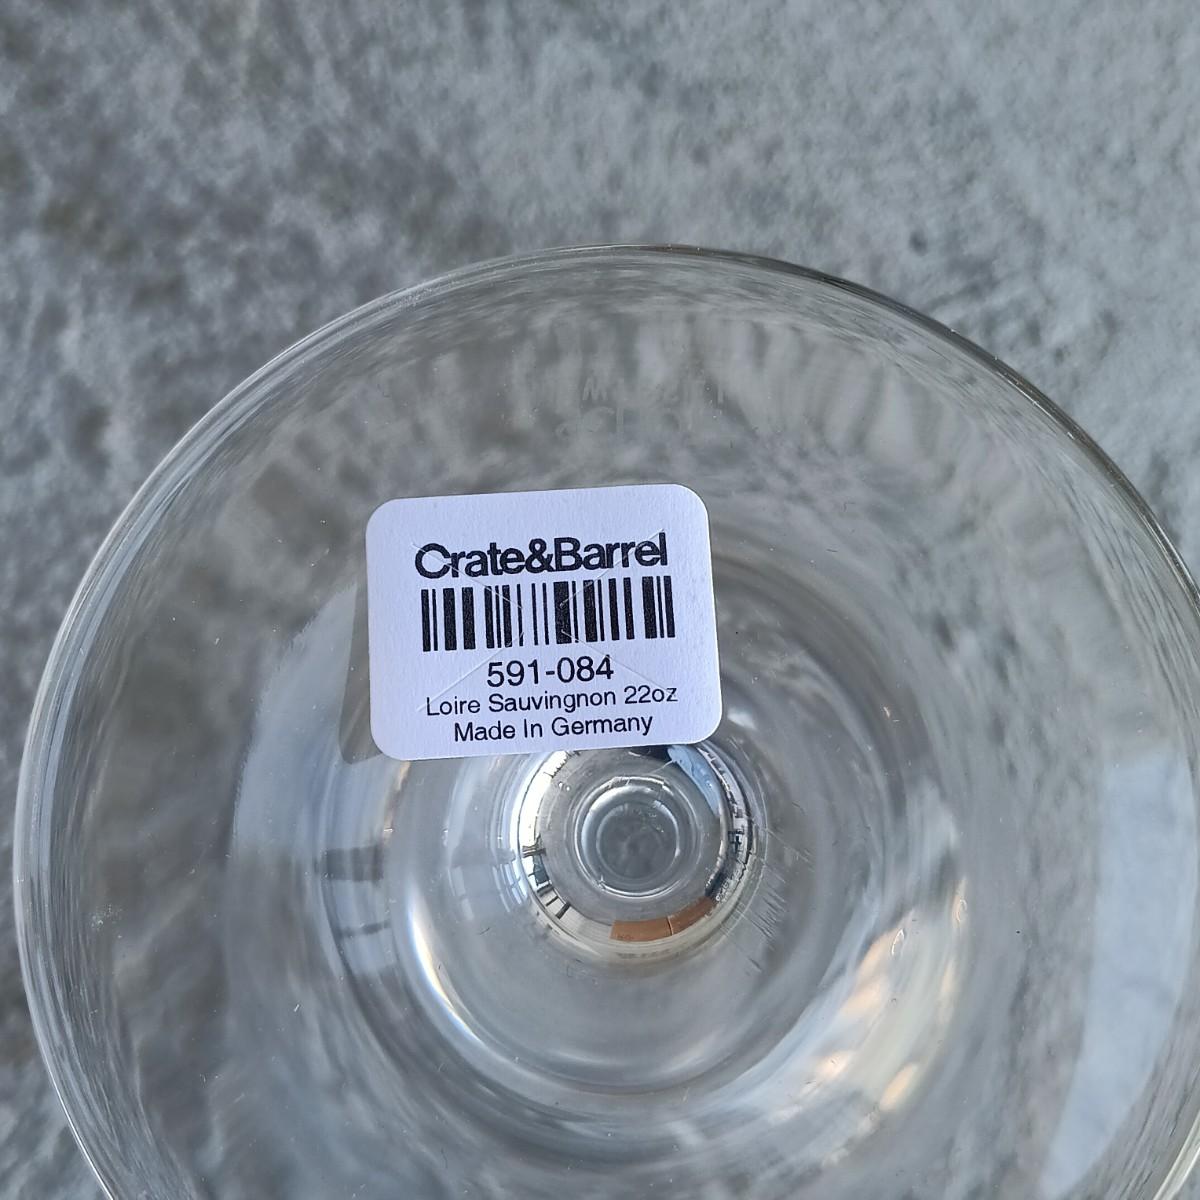 Crate&Barrel
591-084
Loire Sauvingnon 22oz
Made In Germany